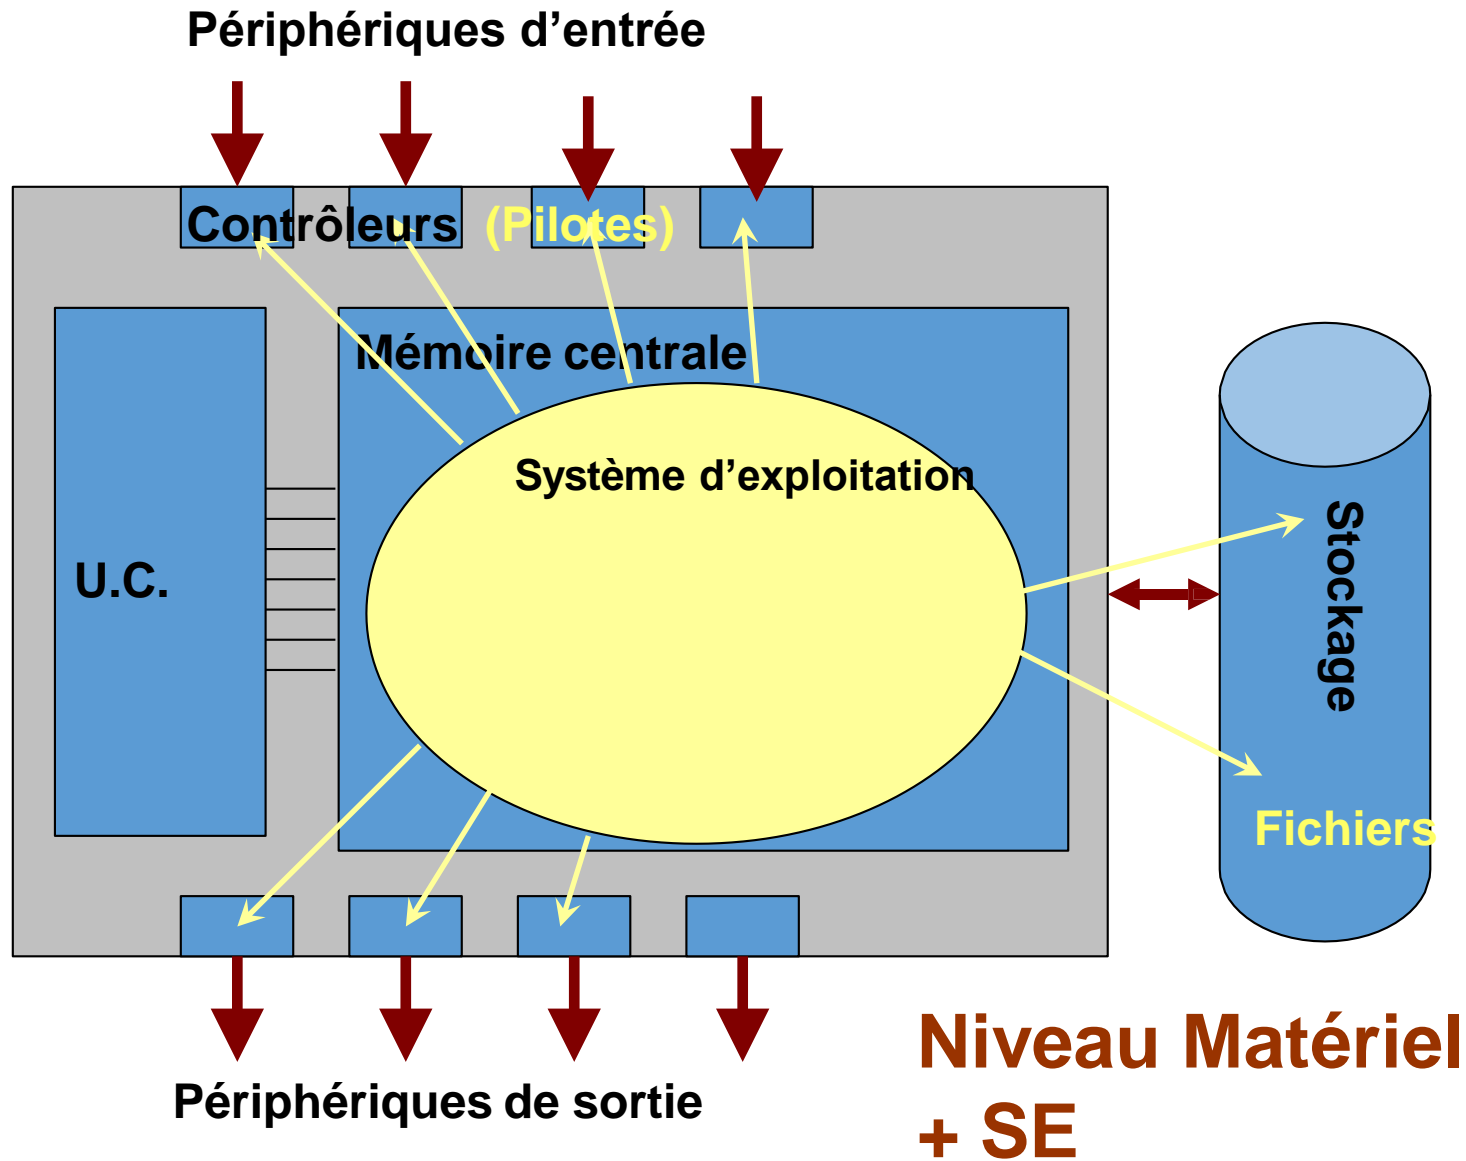 Périphériques d’entrée
Contrôleurs (Pilotes)
Mémoire centrale
Système d’exploitation
U.C.
Stockage
Fichiers
Périphériques de sortie
Niveau Matériel
+ SE